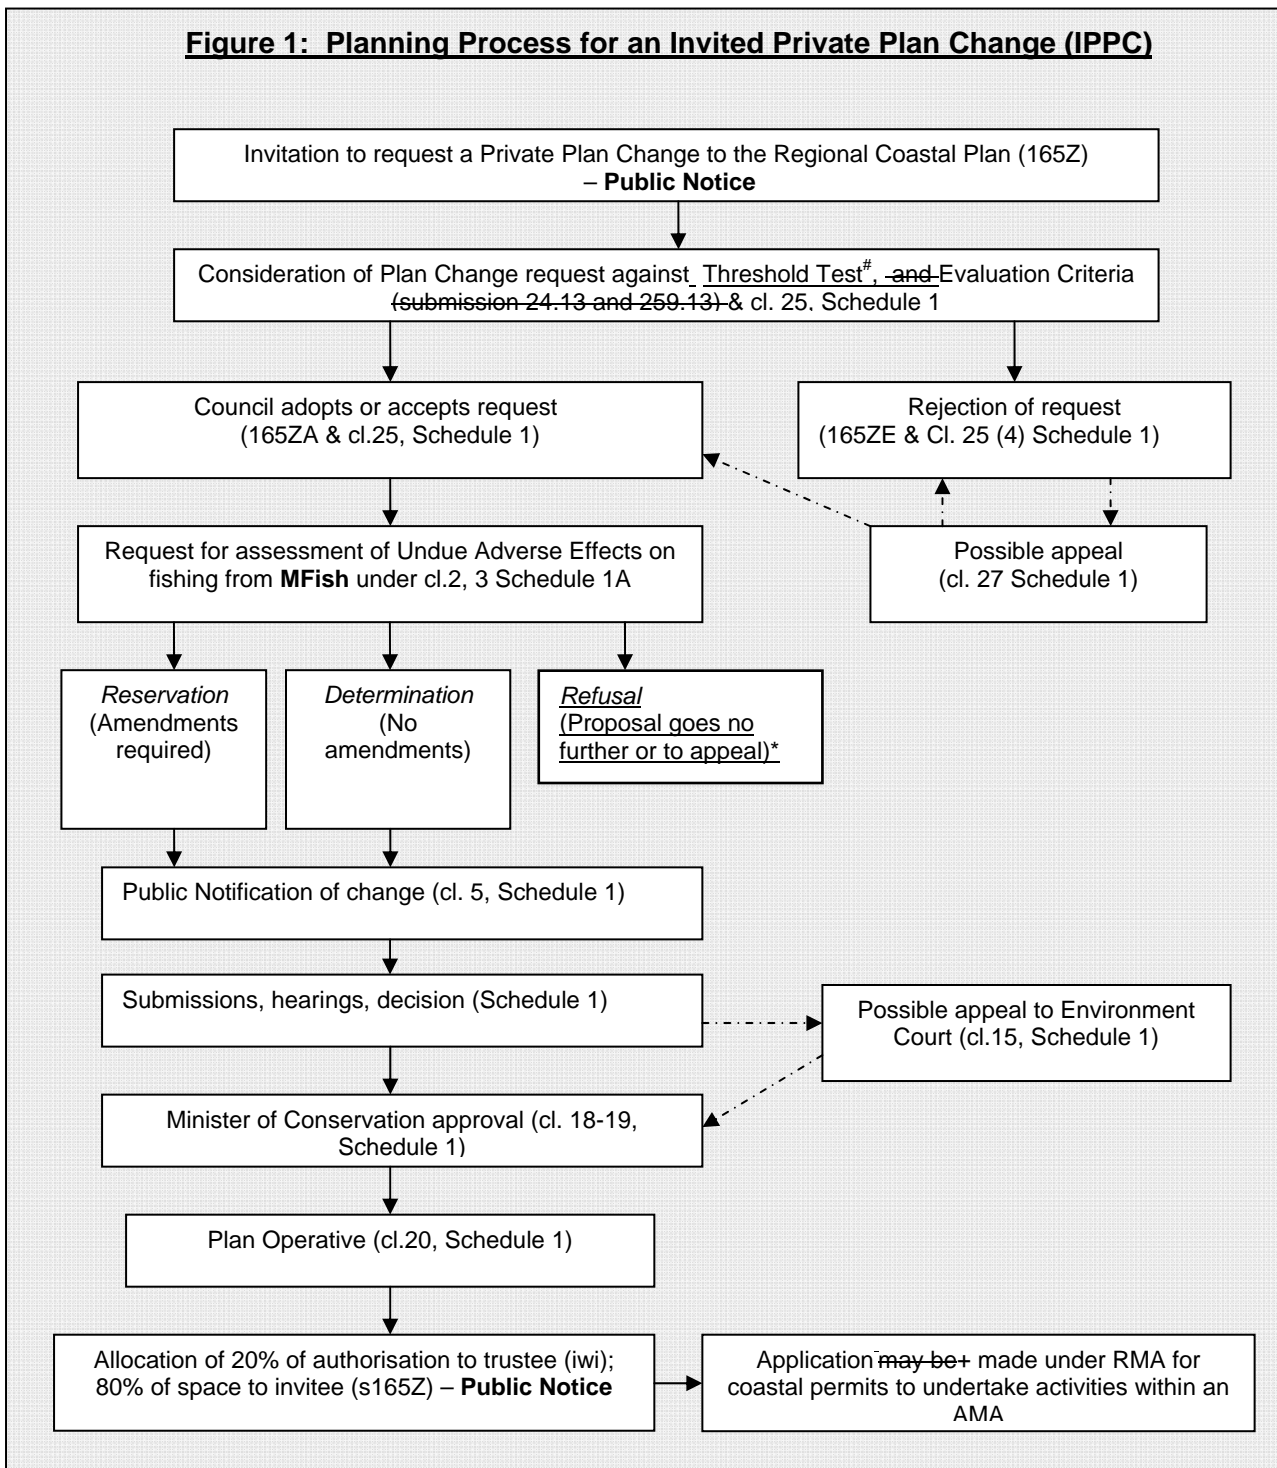 Figure 1:  Planning Process for an Invited Private Plan Change (IPPC)
Invitation to request a Private Plan Change to the Regional Coastal Plan (165Z)
– Public Notice
Consideration of Plan Change request against  Threshold Test#, and Evaluation Criteria
(submission 24.13 and 259.13) & cl. 25, Schedule 1
Council adopts or accepts request
(165ZA & cl.25, Schedule 1)
Rejection of request
(165ZE & Cl. 25 (4) Schedule 1)
Request for assessment of Undue Adverse Effects on
fishing from MFish under cl.2, 3 Schedule 1A
Possible appeal
(cl. 27 Schedule 1)
Reservation
(Amendments
required)
Determination
(No
amendments)
Refusal
(Proposal goes no
further or to appeal)*
Public Notification of change (cl. 5, Schedule 1)
Submissions, hearings, decision (Schedule 1)
Possible appeal to Environment
Court (cl.15, Schedule 1)
Minister of Conservation approval (cl. 18-19,
Schedule 1)
Plan Operative (cl.20, Schedule 1)
Allocation of 20% of authorisation to trustee (iwi);
80% of space to invitee (s165Z) – Public Notice
Application may be+ made under RMA for
coastal permits to undertake activities within an
AMA